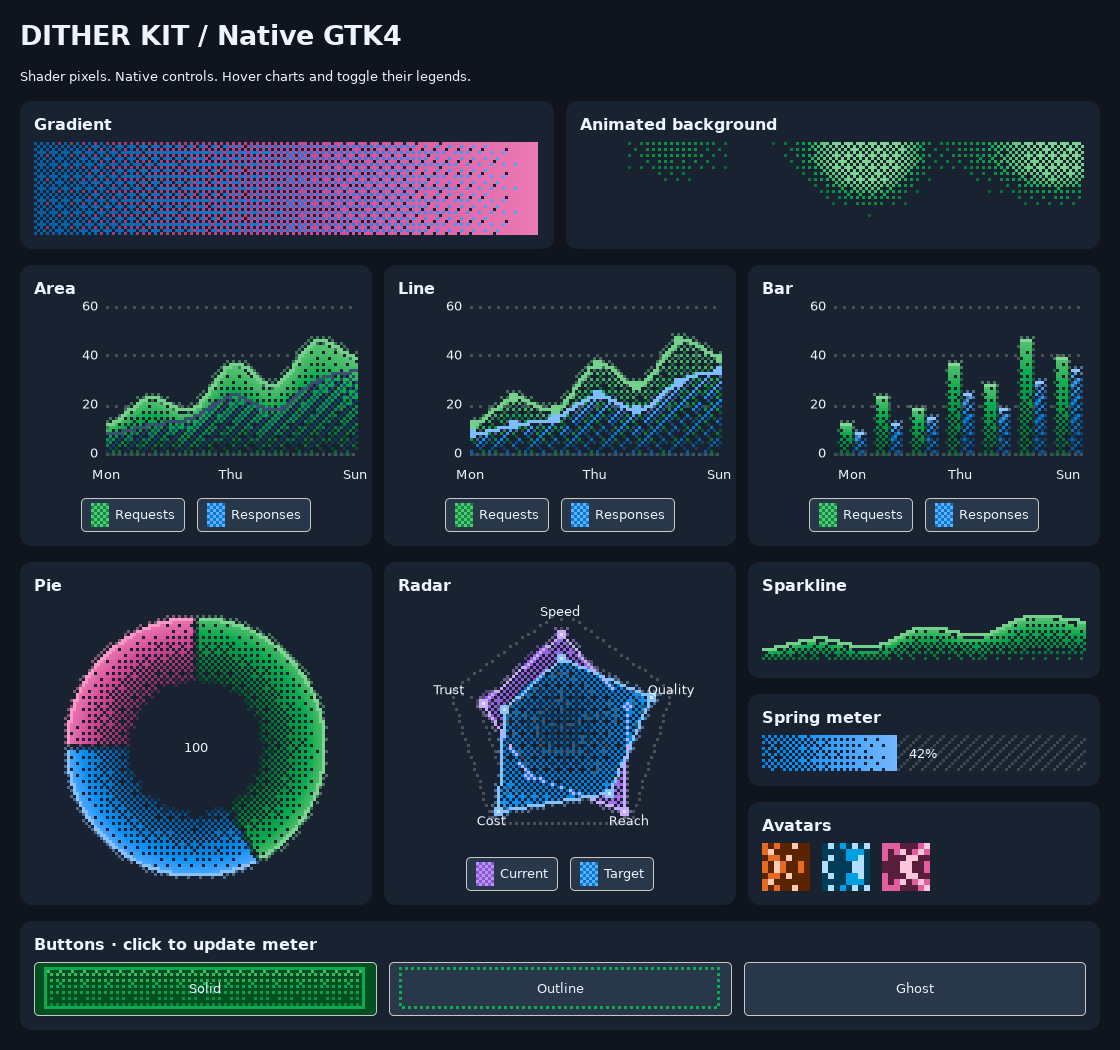 DITHER KIT / Native GTK4
Shader pixels. Native controls. Hover charts and toggle their legends.
Gradient
Animated background
Area
60
40
20
0
Mon Thu Sun
Requests Responses
Line
60
40
20
0
Mon Thu Sun
Requests Responses
Bar
60
40
20
0
Mon Thu Sun
Requests Responses
Pie
100
Radar
Speed
Trust Quality
Cost Reach
Current Target
Sparkline
Spring meter
42%
Avatars
Buttons · click to update meter
Solid Outline Ghost